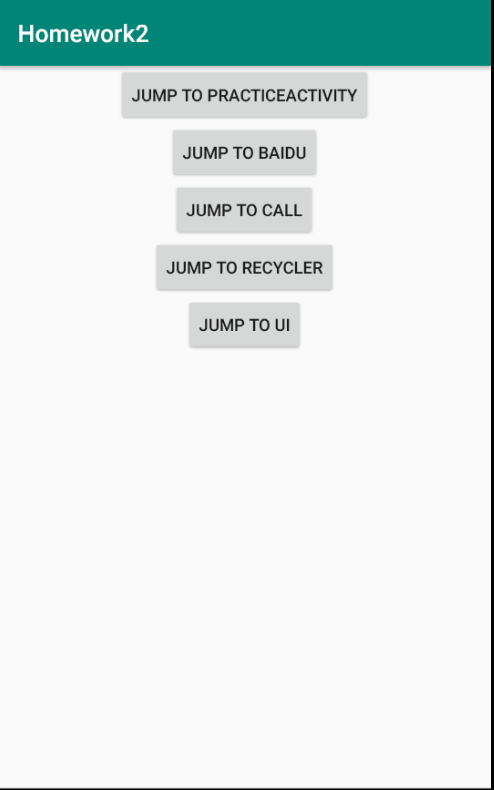 Homework2
JUMP TO PRACTICEACTIVITY
JUMP TO BAIDU
JUMP TO CALL
JUMP TO RECYCLER
JUMP TO UI